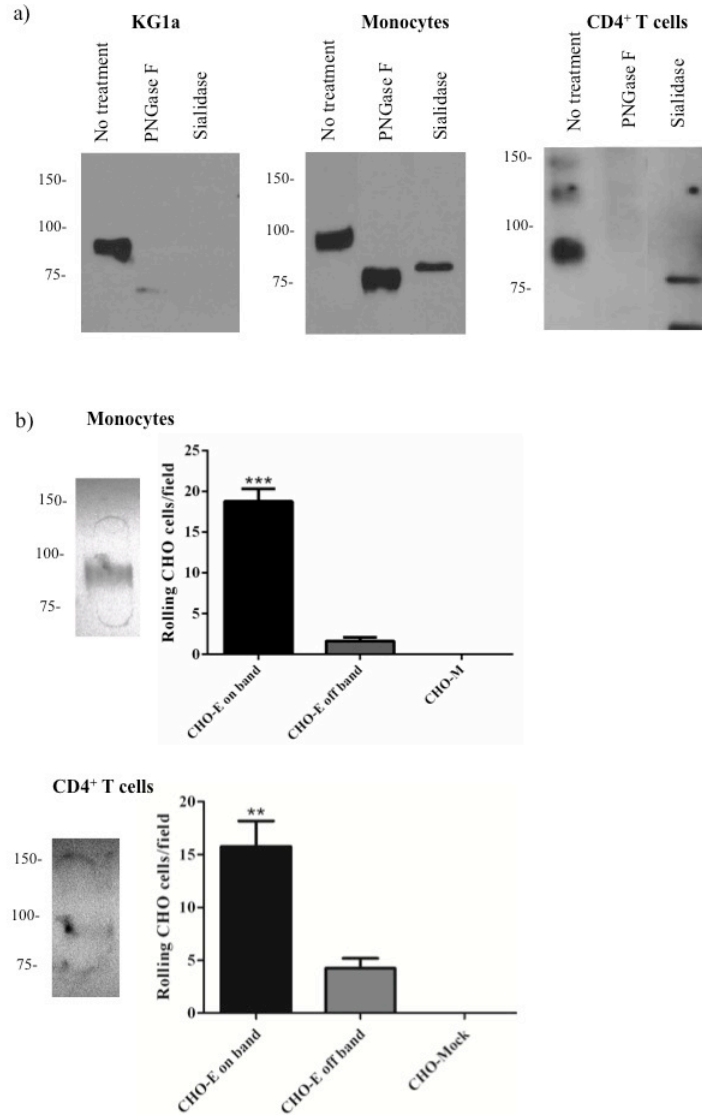 a)
KG1a
Monocytes
CD4⁺ T cells
No treatment
PNGase F
Sialidase
No treatment
PNGase F
Sialidase
No treatment
PNGase F
Sialidase
150-
100-
75-
150-
100-
75-
150-
100-
75-
b)
Monocytes
150-
100-
75-
Rolling CHO cells/field
25
20
15
10
5
0
***
CHO-E on band
CHO-E off band
CHO-M
CD4⁺ T cells
150-
100-
75-
Rolling CHO cells/field
20
15
10
5
0
**
CHO-E on band
CHO-E off band
CHO-Mock